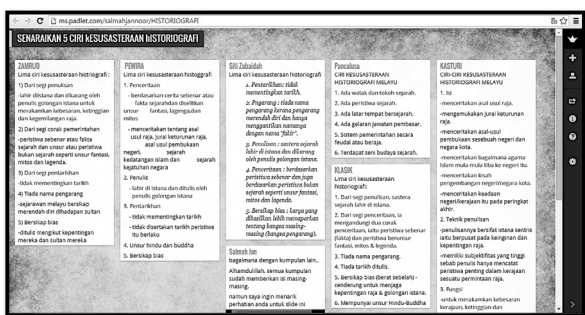 ms.padlet.com/salmahjannoor/HISTORIOGRAFI
SENARAIKAN 5 CIRI kESUSASTERAAN hISTORIOGRAFI
ZAMRUD
Lima ciri kesusasteraan histriografi :
1) Dari segi penulisan
-lahir diistana dan dikarang oleh
penulis golongan istana untuk
merakamkan kebesaran, ketinggian
dan kegemilangan raja.
2) Dari segi corak pemerintahan
-peristiwa sebenar atau fakta
sejarah dan unsur atau peristiwa
bukan sejarah seperti unsur fantasi,
mitos dan lagenda.
3) Dari segi pentarikhan
-tidak mementingkan tarikh
4) Tiada nama pengarang
-sejarawan melayu bersikap
merendah diri dihadapan sultan
5) Bersikap bias
-ditulis mengikut kepentingan
mereka dan sultan mereka
PEWIRA
Lima ciri kesusasteraan histoggrafi
1. Penceritaan
- berdasarkan cerita sebenar atau
fakta sejarahdan diselitkan
unsur fantasi, lagenda,dan
mitos
- menceritakan tentang asal
usul raja, jurai keturunan raja,
asal usul pembukaan
negeri, sejarah
kedatangan islam dan sejarah
kejatuhan negara
2. Penulis
- lahir di istana dan ditulis oleh
penulis golongan istana
3. Pentarikhan
- tidak mementingkan tarikh
- tidak disertakan tarikh peristiwa
itu berlaku
4. Unsur hindu dan buddha
5. Bersikap bias
Siti Zubaidah
Lima ciri kesusasteraan histriografi
1. Pentarikhan: tidak
mementingkan tarikh.
2. Pngarang : tiada nama
pengarang kerana pengarang
merendah diri dan hanya
menggantikan namanya
dengan nama "fakir".
3. Penulisan : sastera sejarah
lahir di istana dan dikarang
oleh penulis golongan istana.
4. Penceritaan : berdasarkan
peristiwa sebenar dan juga
berdasarkan peristiwa bukan
sejarah seperti unsur fantasi,
mitos dan lagenda.
5. Bersikap bias : karya yang
dihasilkan lebih memaparkan
tentang bangsa masing-
masing (bangsa pengarang).
Salmah Jan
bagaimana dengan kumpulan lain..
Alhamdulillah. semua kumpulan
sudah memberikan isi masing-
masing.
namun saya ingin menarik
perhatian anda untuk slide ini
Pancalusa
CIRI KESUSASTERAAN
HISTORIOGRAFI MELAYU
1. Ada watak dan tokoh sejarah.
2. Ada peristiwa sejarah.
3. Ada latar tempat bersejarah.
4. Ada gelaran jawatan pembesar.
5. Sistem pemerintahan secara
feudal atau beraja.
6. Terdapat seni budaya sejarah.
KLASIK
Lima ciri kesusasteraan
historiografi:
1. Dari segi penulisan, sastera
sejarah lahir di istana.
2. Dari segi penceritaan, ia
mengandungi dua corak
penceritaan, iaitu peristiwa sebenar
(fakta) dan peristiwa berunsur
fantasi, mitos & legenda.
3. Tiada nama pengarang.
4. Tiada tarikh ditulis.
5. Bersikap bias (berat sebelah) -
cenderung untuk menjaga
kepentingan raja & golongan istana.
6. Mempunyai unsur Hindu-Buddha
KASTURI
CIRI-CIRI KESUSASTERAAN
HISTORIOGRAFI MELAYU
1. Isi
-mencertakan asal usul raja.
-mengemukakan jurai keturunan
raja.
-menceritakan asal-usul
pembukaan sesebuah negeri dan
negara kota.
-menceritakan bagaimana agama
Islam mula-mula tiba ke negeri itu.
-mencertakan kisah
pengembangan negeri/negara kota.
-menceritakan keadaan
negeri/kerajaan itu pada peringkat
akhir.
2. Teknik penulisan
-penulisannya bersifat istana sentris
iaitu berpusat pada keinginan dan
kepentingan raja.
-memiliki subjektifitas yang tinggi
sebab penulis hanya mencatat
peristiwa penting dalam kerajaan
sesuatu permintaan raja.
3. Fungsi
-untuk merakamkan kebesaran
kerajaan, ketinggian dan